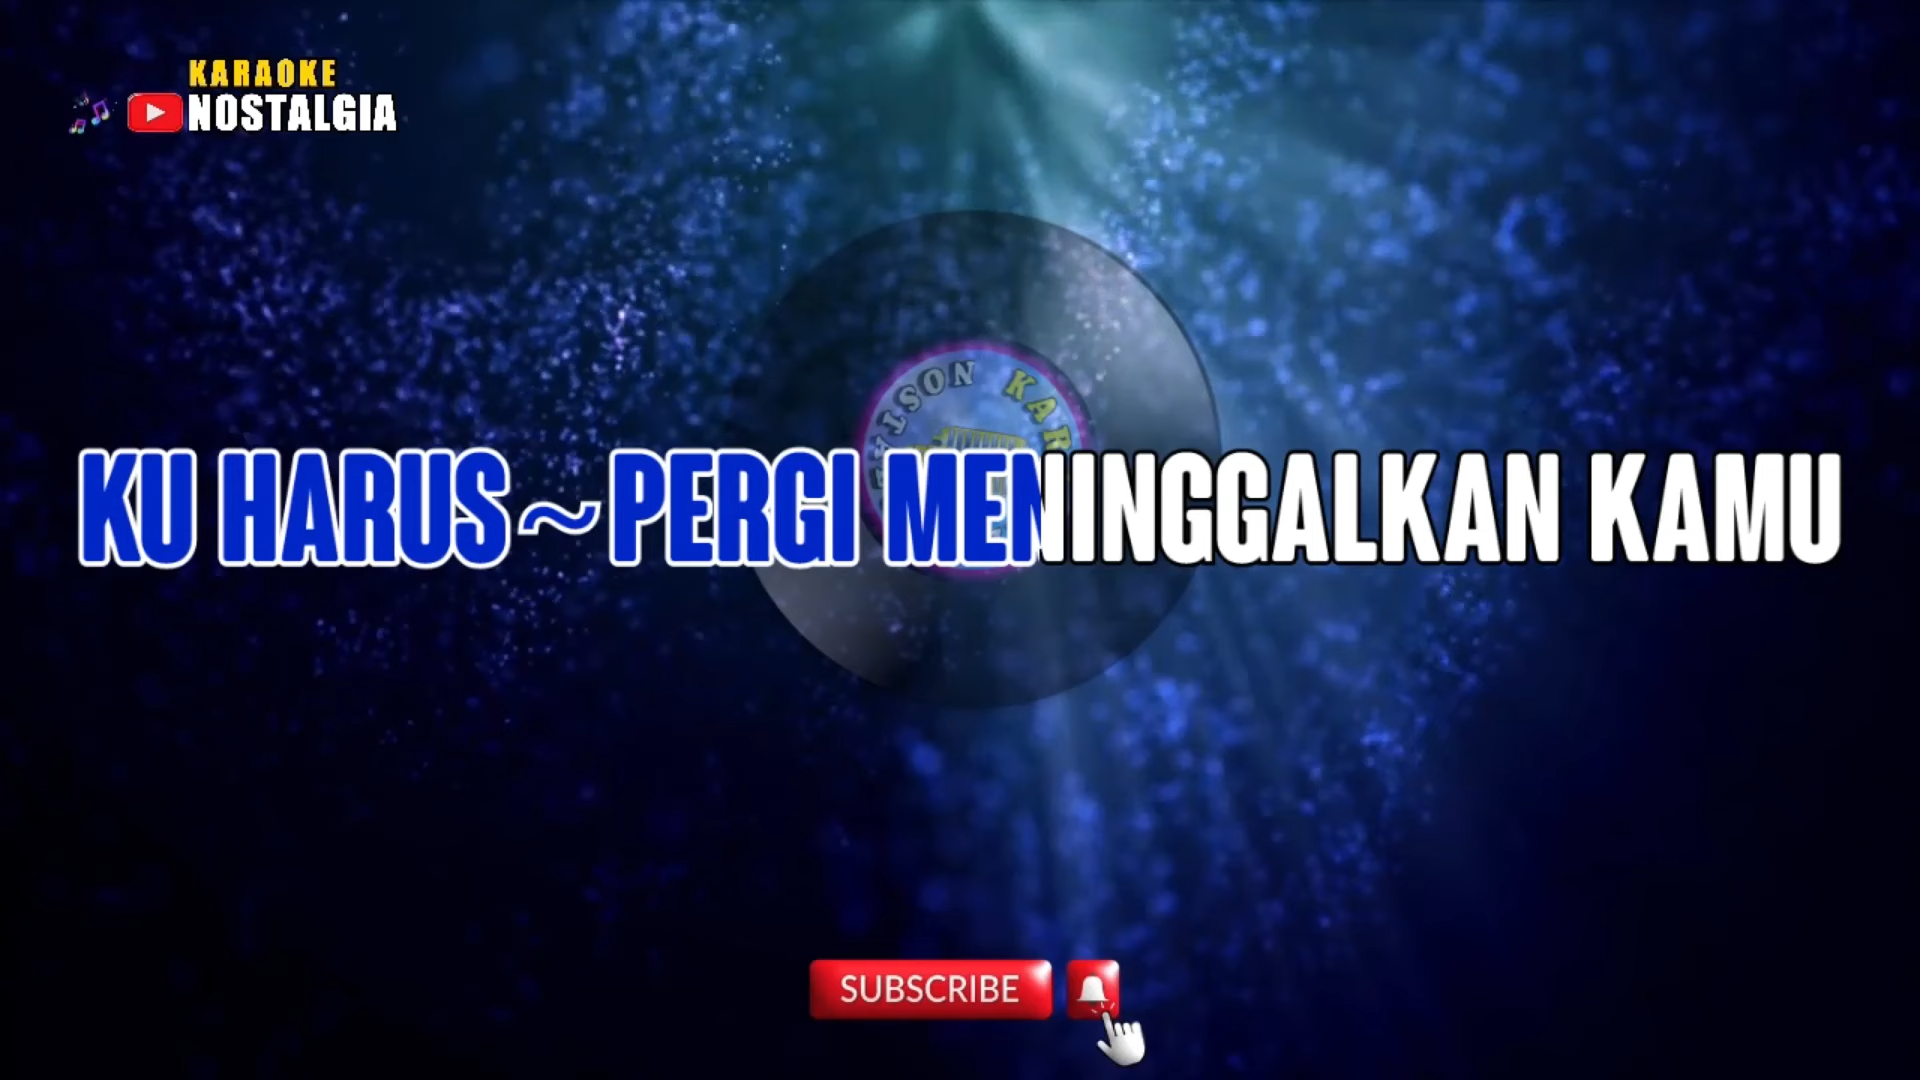 KARAOKE
NOSTALGIA
KU HARUS~PERGI MENINGGALKAN KAMU
SUBSCRIBE